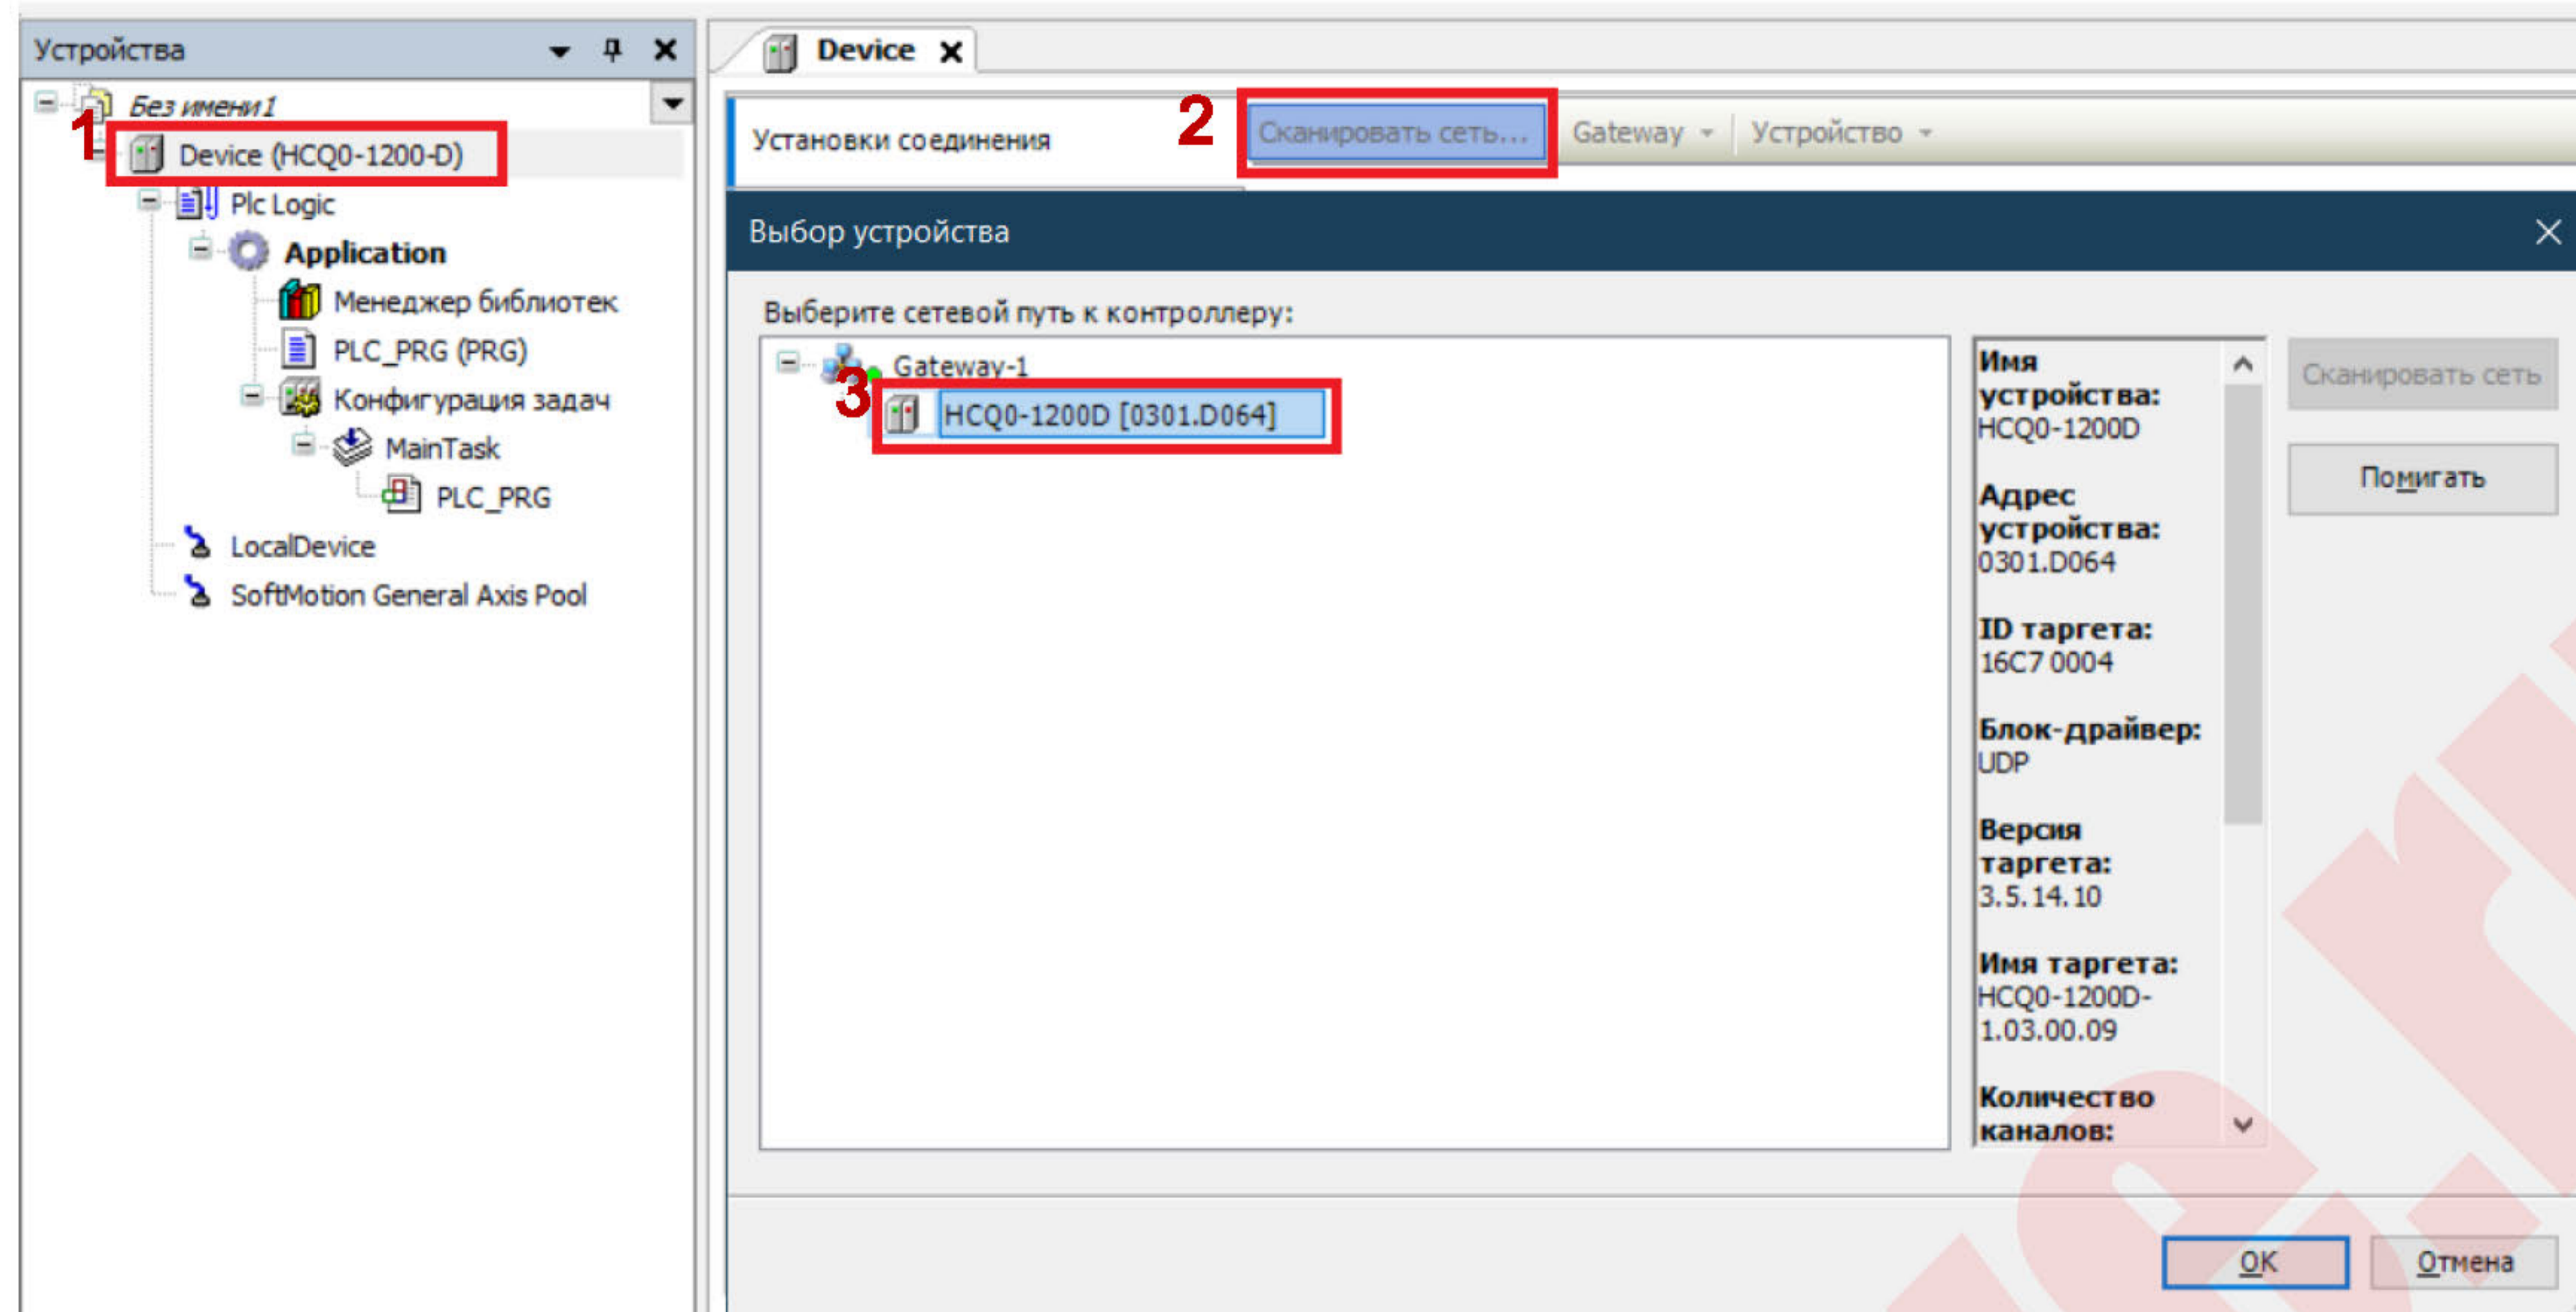 Устройства
Без имени1
1
Device (HCQ0-1200-D)
Plc Logic
Application
Менеджер библиотек
PLC_PRG (PRG)
Конфигурация задач
MainTask
PLC_PRG
LocalDevice
SoftMotion General Axis Pool
Device
Установки соединения
2
Сканировать сеть...
Gateway
Устройство
Выбор устройства
Выберите сетевой путь к контроллеру:
Gateway-1
3
HCQ0-1200D [0301.D064]
Имя
устройства:
HCQ0-1200D
Адрес
устройства:
0301.D064
ID таргета:
16C7 0004
Блок-драйвер:
UDP
Версия
таргета:
3.5.14.10
Имя таргета:
HCQ0-1200D-
1.03.00.09
Количество
каналов:
Сканировать сеть
Помигать
OK
Отмена